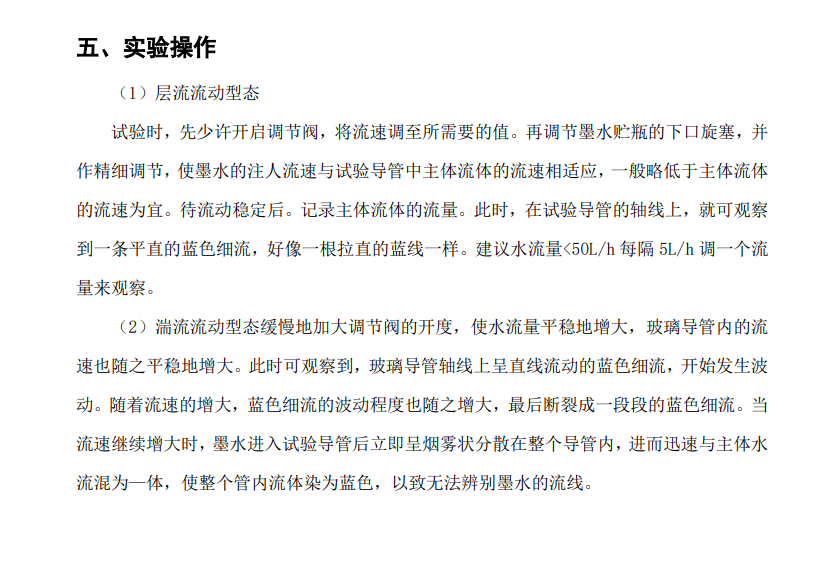 五、实验操作
（1）层流流动型态
试验时，先少许开启调节阀，将流速调至所需要的值。再调节墨水贮瓶的下口旋塞，并
作精细调节，使墨水的注人流速与试验导管中主体流体的流速相适应，一般略低于主体流体
的流速为宜。待流动稳定后。记录主体流体的流量。此时，在试验导管的轴线上，就可观察
到一条平直的蓝色细流，好像一根拉直的蓝线一样。建议水流量<50L/h 每隔 5L/h 调一个流
量来观察。
（2）湍流流动型态缓慢地加大调节阀的开度，使水流量平稳地增大，玻璃导管内的流
速也随之平稳地增大。此时可观察到，玻璃导管轴线上呈直线流动的蓝色细流，开始发生波
动。随着流速的增大，蓝色细流的波动程度也随之增大，最后断裂成一段段的蓝色细流。当
流速继续增大时，墨水进入试验导管后立即呈烟雾状分散在整个导管内，进而迅速与主体水
流混为—体，使整个管内流体染为蓝色，以致无法辨别墨水的流线。